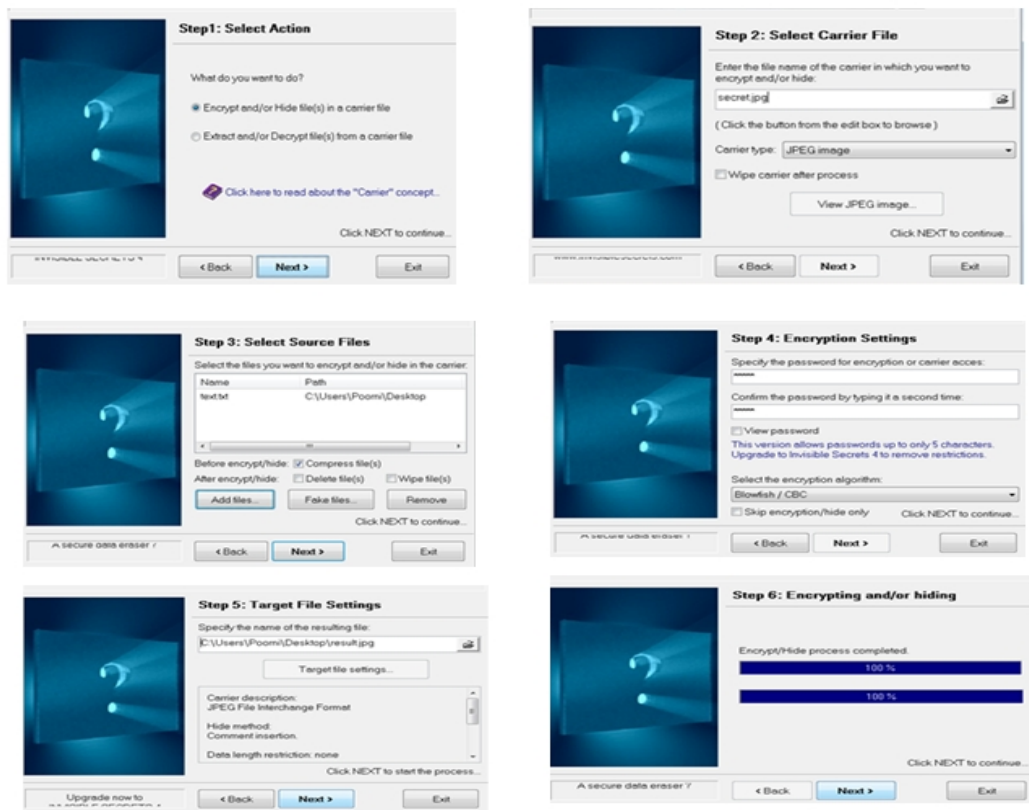 Step1: Select Action
What do you want to do?
Encrypt and/or Hide file(s) in a carrier file
Extract and/or Decrypt file(s) from a carrier file
Click here to read about the "Carrier" concept...
Click NEXT to continue...
< Back Next > Exit
Step 2: Select Carrier File
Enter the file name of the carrier in which you want to
encrypt and/or hide:
secret.jpg
( Click the button from the edit box to browse )
Carrier type: JPEG image
Wipe carrier after process
View JPEG image...
Click NEXT to continue...
< Back Next > Exit
Step 3: Select Source Files
Select the files you want to encrypt and/or hide in the carrier:
Name Path
text.txt C:\Users\Poomi\Desktop
Before encrypt/hide: Compress file(s)
After encrypt/hide: Delete file(s) Wipe file(s)
Add files... Fake files... Remove
Click NEXT to continue...
A secure data eraser ?
< Back Next > Exit
Step 4: Encryption Settings
Specify the password for encryption or carrier acces:
*****
Confirm the password by typing it a second time:
*****
View password
This version allows passwords up to only 5 characters.
Upgrade to Invisible Secrets 4 to remove restrictions.
Select the encryption algorithm:
Blowfish / CBC
Skip encryption/hide only Click NEXT to continue...
A secure data eraser ?
< Back Next > Exit
Step 5: Target File Settings
Specify the name of the resulting file:
C:\Users\Poomi\Desktop\result.jpg
Target file settings...
Carrier description:
JPEG File Interchange Format
Hide method:
Comment insertion.
Data length restriction: none
Click NEXT to start the process...
Upgrade now to
< Back Next > Exit
Step 6: Encrypting and/or hiding
Encrypt/Hide process completed.
100 %
100 %
Click NEXT to continue...
A secure data eraser ?
< Back Next > Exit